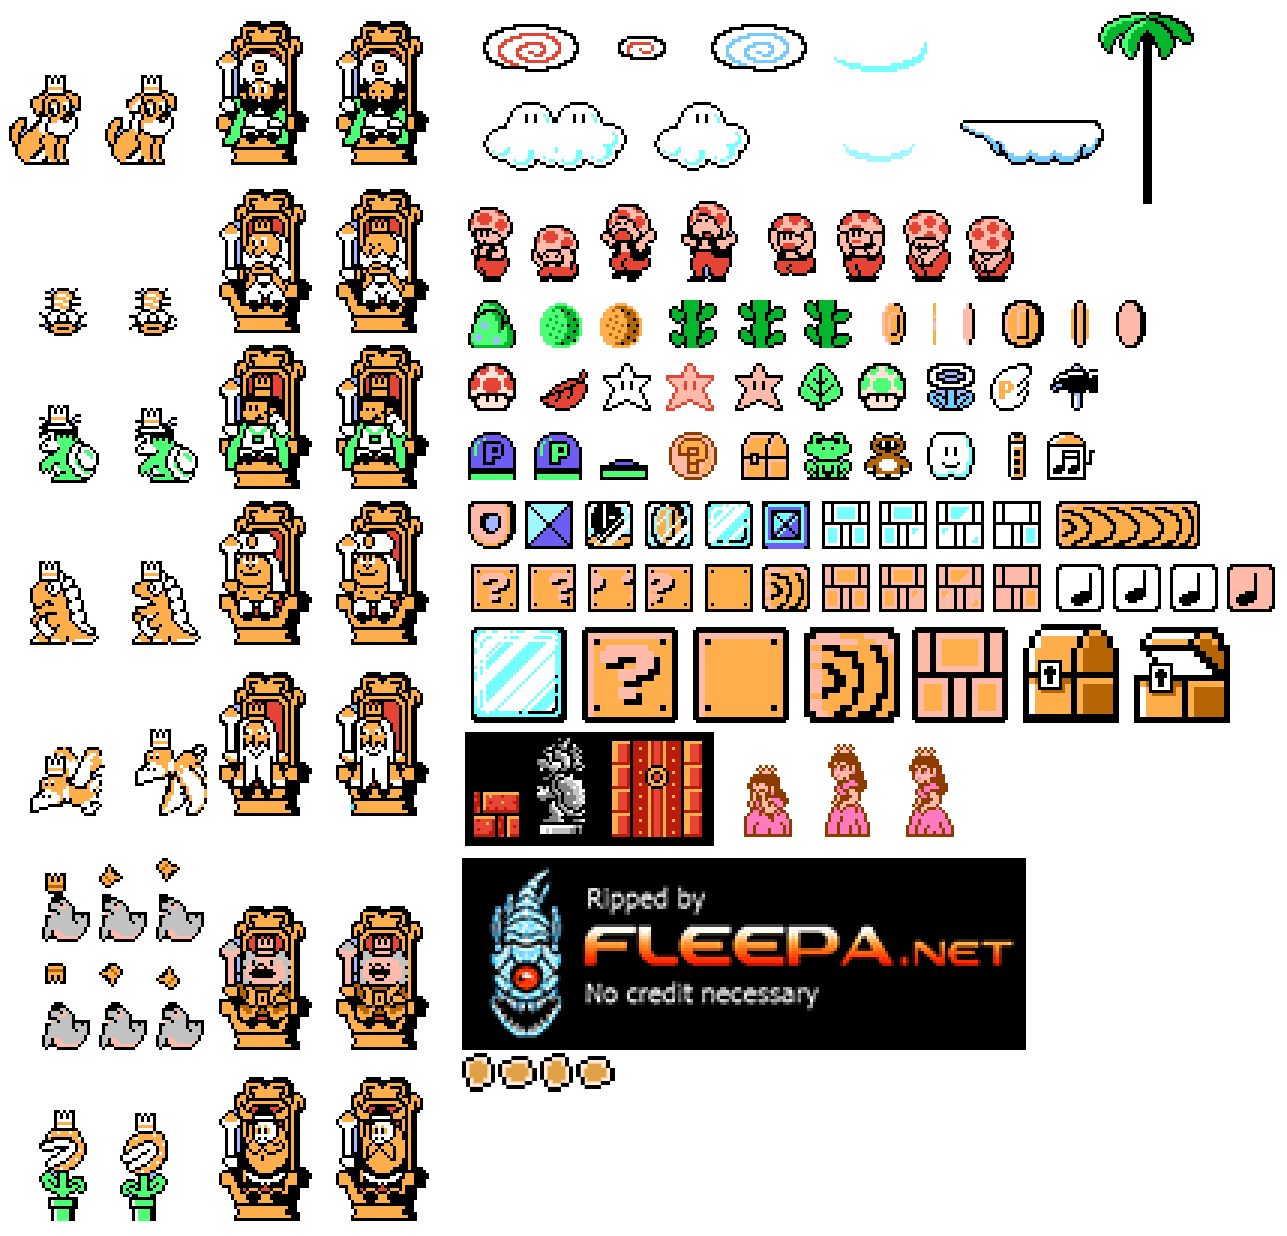 P
P P
?
? ? ? ?
?
Ripped by
FLEEPA.NET
No credit necessary